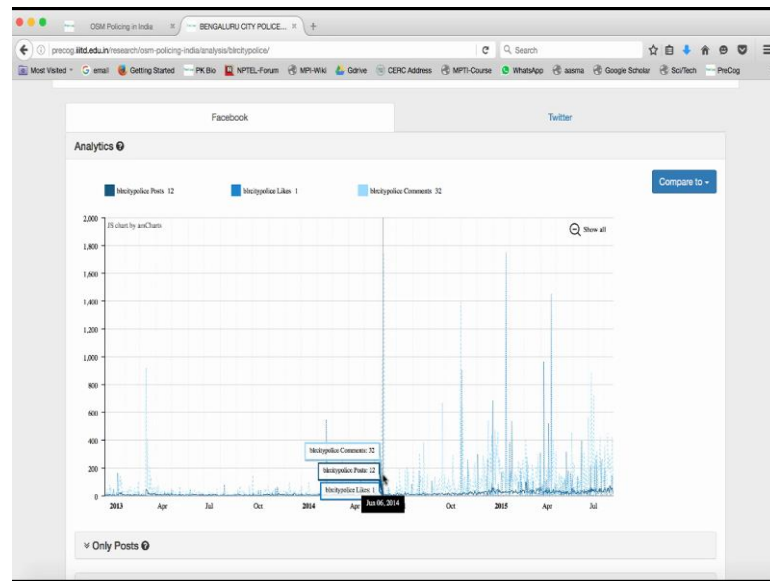 OSM Policing in India
BENGALURU CITY POLICE...
precog.iiitd.edu.in/research/osm-policing-india/analysis/blrcitypolice/
Search
Most Visited
email
Getting Started
PK Bio
NPTEL-Forum
MPI-Wiki
Gdrive
CERC Address
MPTI-Course
WhatsApp
aasma
Google Scholar
Sci/Tech
PreCog
Facebook
Twitter
Analytics
Compare to
blrcitypolice Posts 12
blrcitypolice Likes 1
blrcitypolice Comments 32
JS chart by amCharts
Show all
2,000
1,800
1,600
1,400
1,200
1,000
800
600
400
200
0
blrcitypolice Comments: 32
blrcitypolice Posts: 12
blrcitypolice Likes: 1
Jun 06, 2014
2013 Apr Jul Oct 2014 Apr Oct 2015 Apr Jul
Only Posts